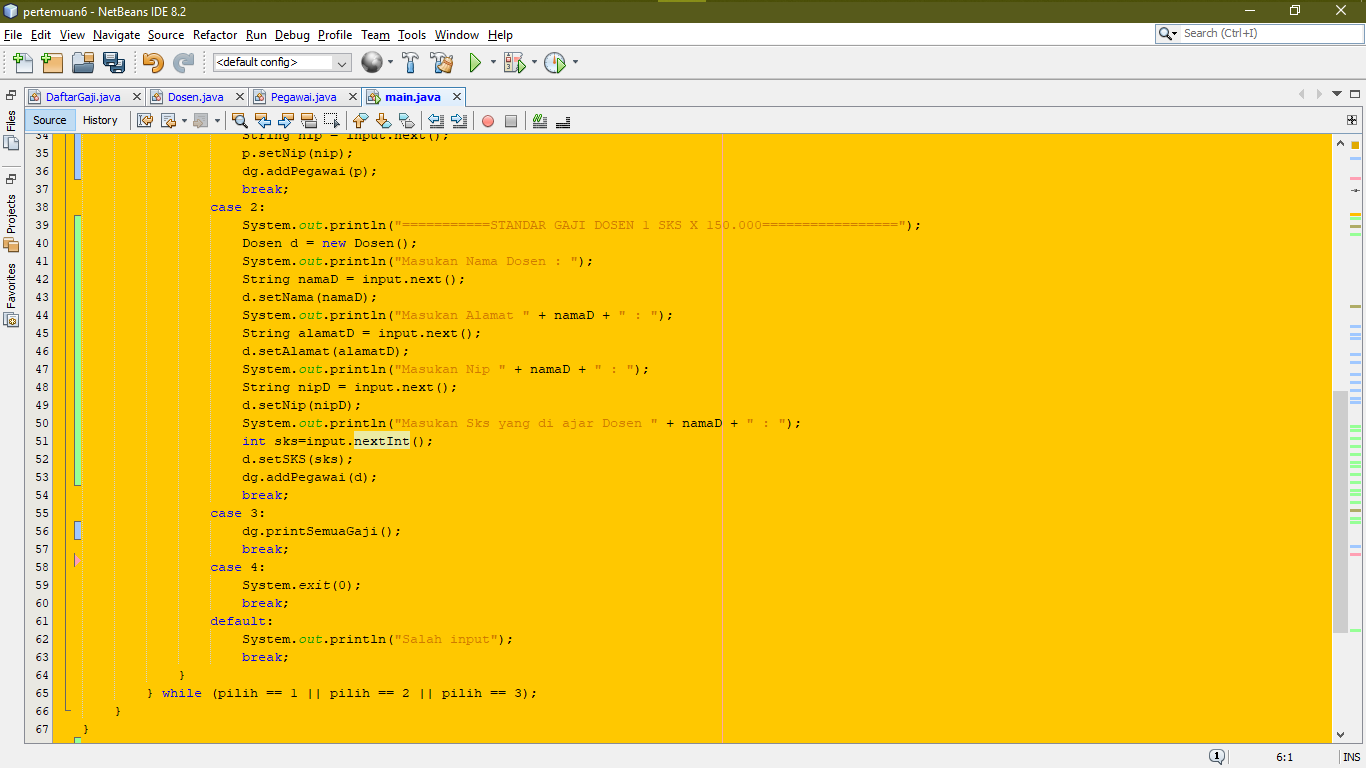 pertemuan6 - NetBeans IDE 8.2
File Edit View Navigate Source Refactor Run Debug Profile Team Tools Window Help
Search (Ctrl+I)
<default config>
DaftarGaji.java Dosen.java Pegawai.java main.java
Source History
Files
Projects
Favorites
34 String nip = input.next();
35 p.setNip(nip);
36 dg.addPegawai(p);
37 break;
38 case 2:
39 System.out.println("===========STANDAR GAJI DOSEN 1 SKS X 150.000=================");
40 Dosen d = new Dosen();
41 System.out.println("Masukan Nama Dosen : ");
42 String namaD = input.next();
43 d.setNama(namaD);
44 System.out.println("Masukan Alamat " + namaD + " : ");
45 String alamatD = input.next();
46 d.setAlamat(alamatD);
47 System.out.println("Masukan Nip " + namaD + " : ");
48 String nipD = input.next();
49 d.setNip(nipD);
50 System.out.println("Masukan Sks yang di ajar Dosen " + namaD + " : ");
51 int sks=input.nextInt();
52 d.setSKS(sks);
53 dg.addPegawai(d);
54 break;
55 case 3:
56 dg.printSemuaGaji();
57 break;
58 case 4:
59 System.exit(0);
60 break;
61 default:
62 System.out.println("Salah input");
63 break;
64 }
65 } while (pilih == 1 || pilih == 2 || pilih == 3);
66 }
67 }
1 6:1 INS